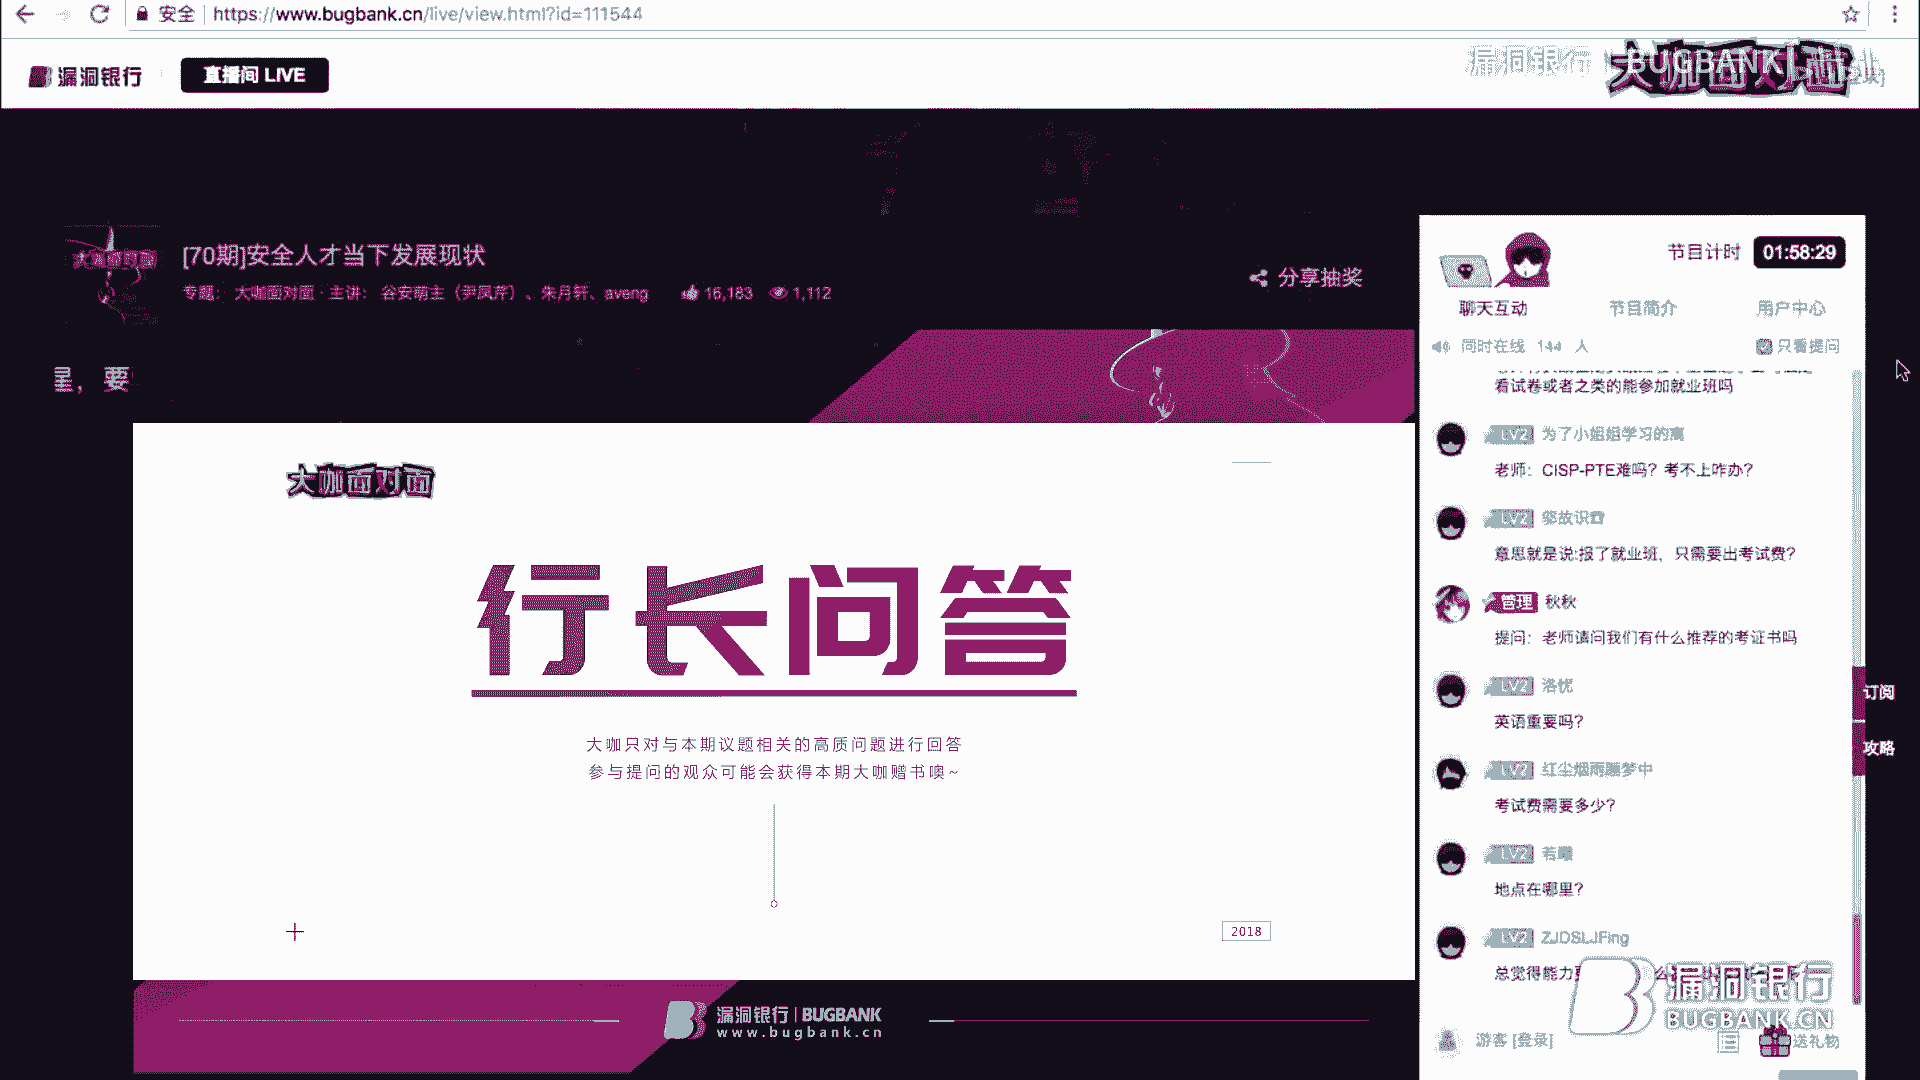 安全 https://www.bugbank.cn/live/view.html?id=111544
漏洞银行 直播间 LIVE
漏洞银行 BUGBANK 大咖面对面
[70期]安全人才当下发展现状
大咖面对面
专题: 大咖面对面 · 主讲: 谷安萌主（尹凤芹）、朱月轩、aveng 16,183 1,112
分享抽奖
要
大咖面对面
行长问答
大咖只对与本期议题相关的高质问题进行回答
参与提问的观众可能会获得本期大咖赠书噢~
2018
漏洞银行 | BUGBANK
www.bugbank.cn
节目计时 01:58:29
聊天互动 节目简介 用户中心
同时在线 144 人 只看提问
看试卷或者之类的能参加就业班吗
LV2 为了小姐姐学习的
老师：CISP-PTE难吗？考不上咋办？
LV2
意思就是说:报了就业班，只需要出考试费？
管理 秋秋
提问：老师请问我们有什么推荐的考证书吗
LV2 洛忧
英语重要吗？
LV2 红尘烟雨
考试费需要多少？
LV2 若曦
地点在哪里？
LV2 ZJDSLJFing
总觉得能力
订阅
攻略
漏洞银行
BUGBANK.CN
游客 [登录] 送礼物